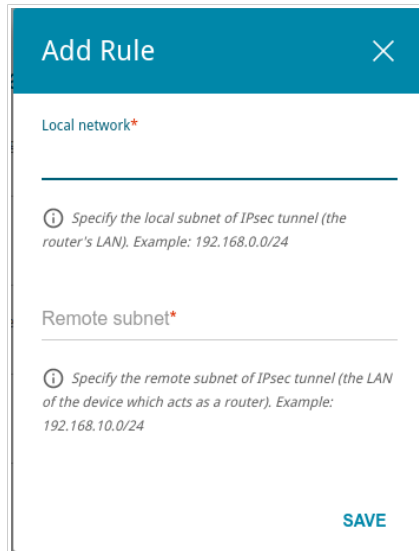 Add Rule
Local network*
Specify the local subnet of IPsec tunnel (the
router's LAN). Example: 192.168.0.0/24
Remote subnet*
Specify the remote subnet of IPsec tunnel (the LAN
of the device which acts as a router). Example:
192.168.10.0/24
SAVE